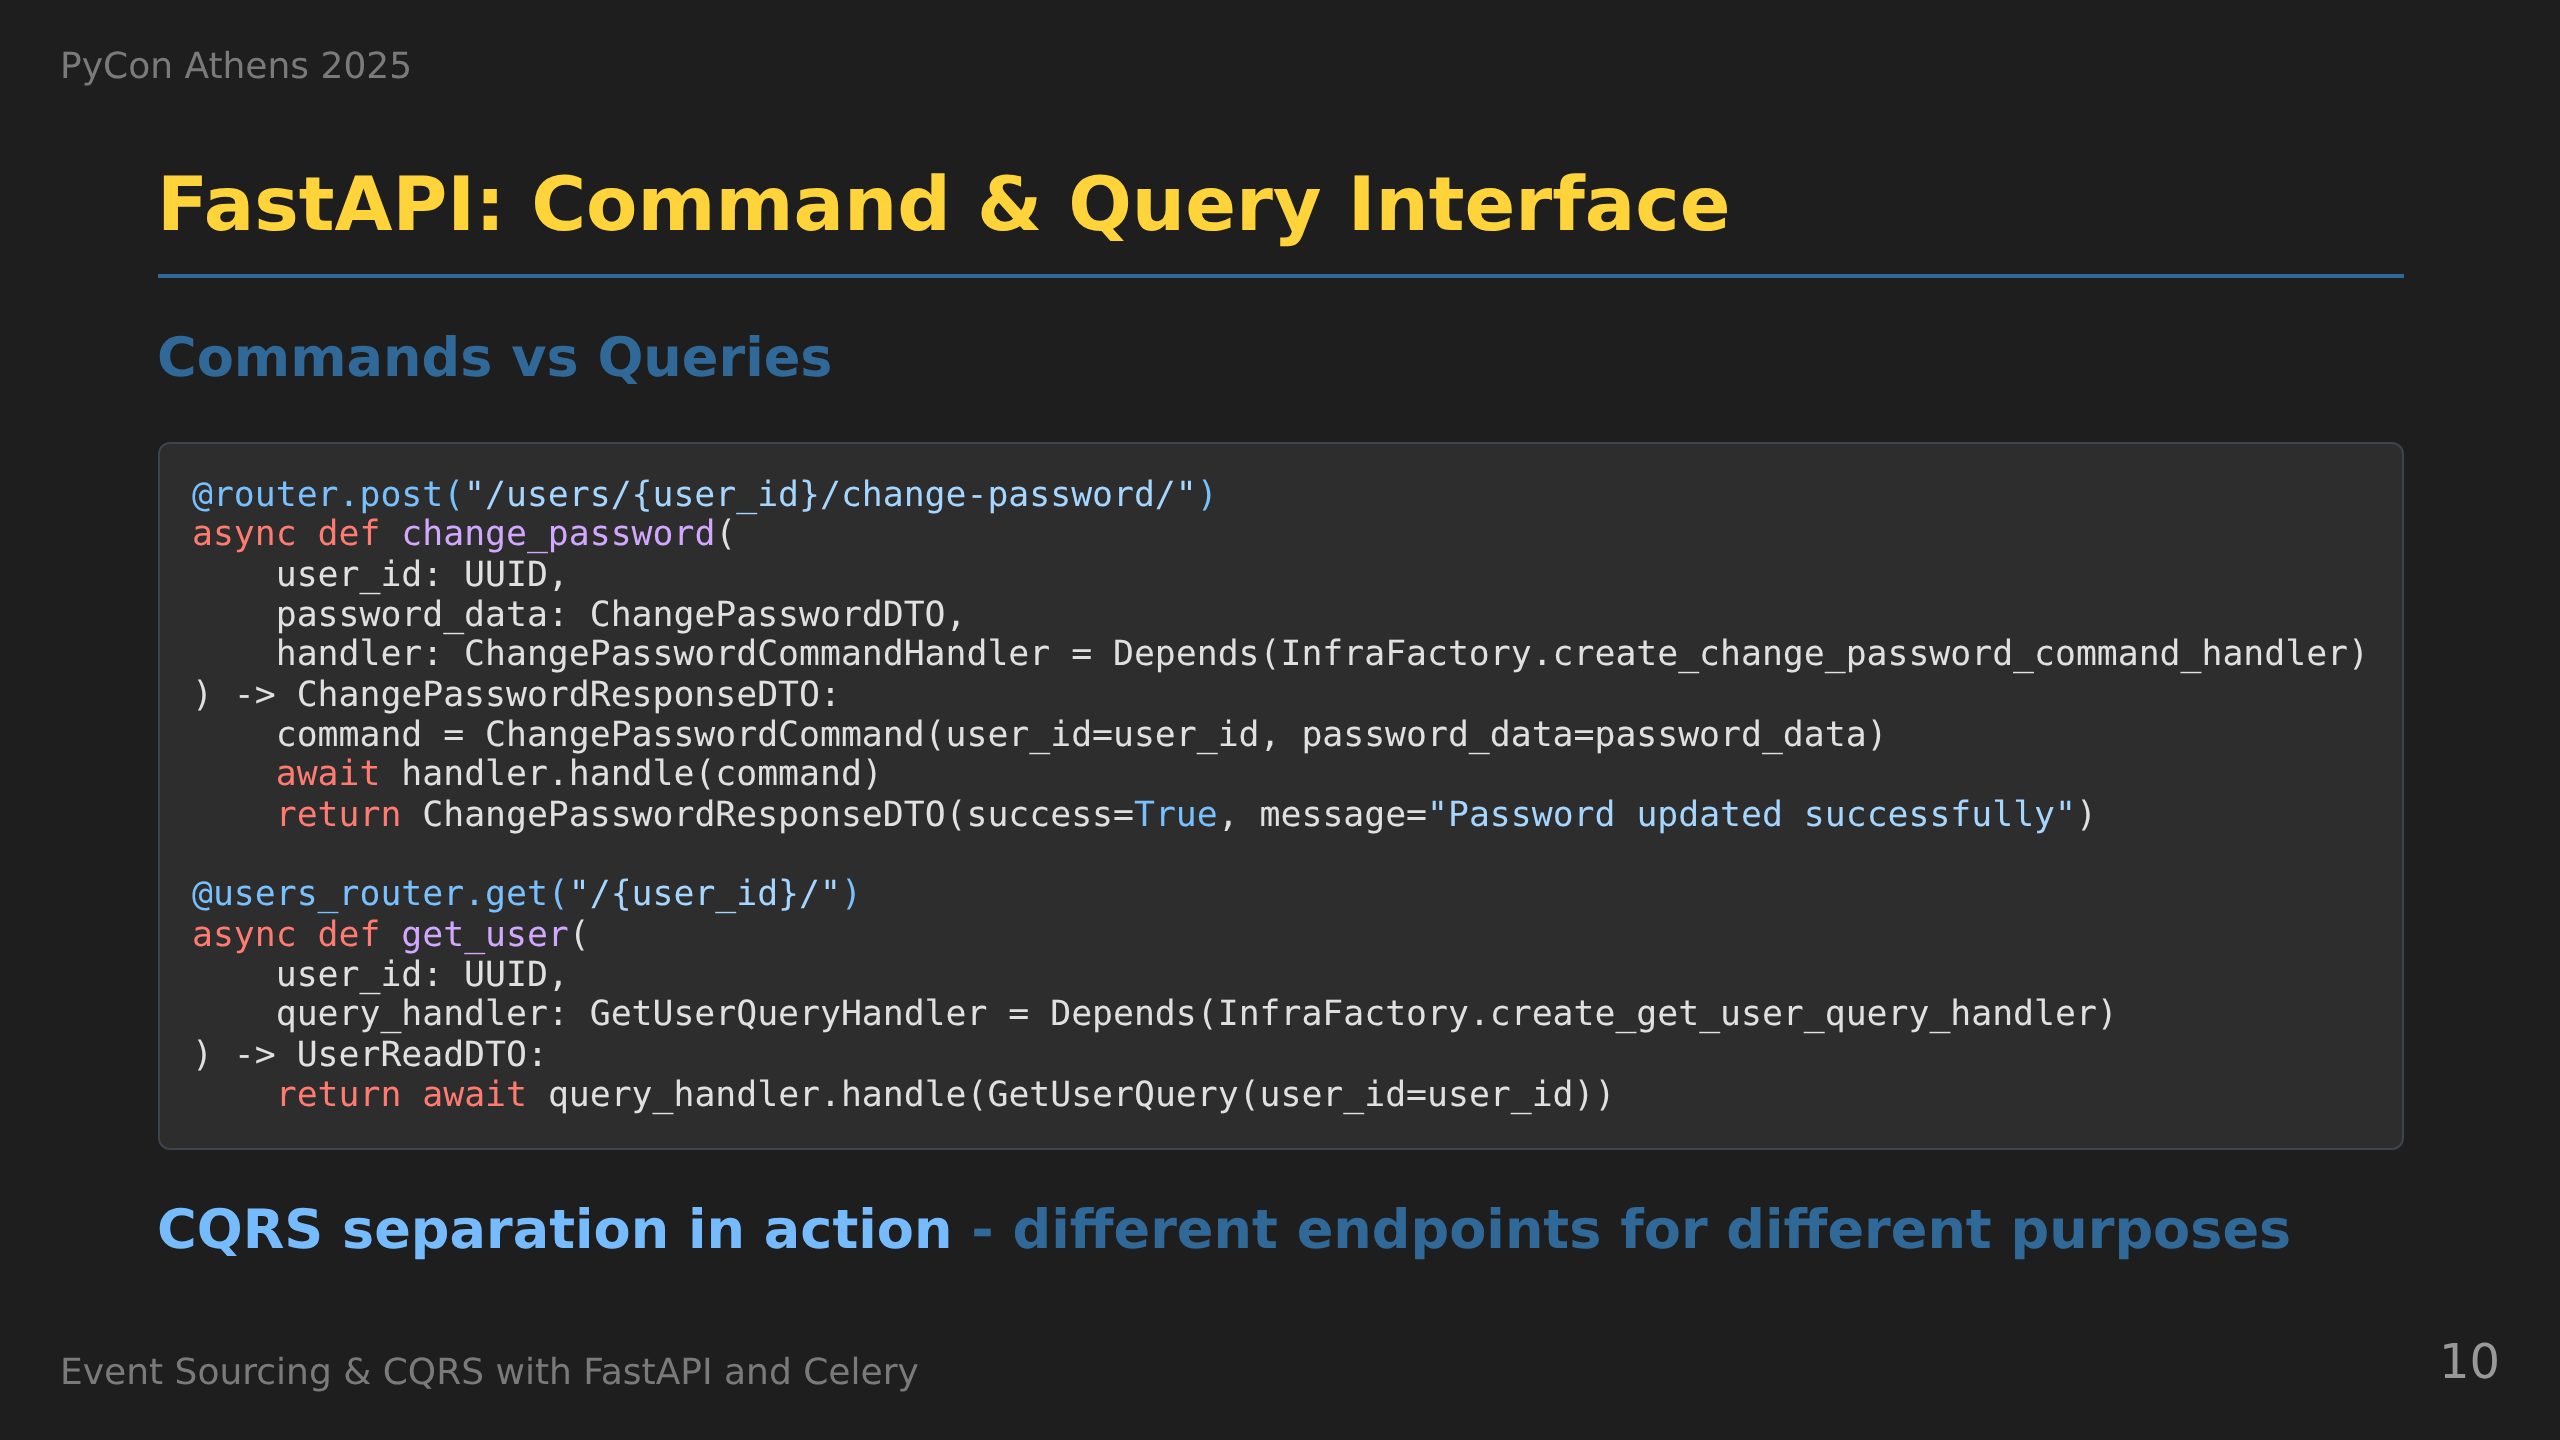 PyCon Athens 2025
FastAPI: Command & Query Interface
Commands vs Queries
@router.post("/users/{user_id}/change-password/")
async def change_password(
    user_id: UUID,
    password_data: ChangePasswordDTO,
    handler: ChangePasswordCommandHandler = Depends(InfraFactory.create_change_password_command_handler)
) -> ChangePasswordResponseDTO:
    command = ChangePasswordCommand(user_id=user_id, password_data=password_data)
    await handler.handle(command)
    return ChangePasswordResponseDTO(success=True, message="Password updated successfully")
@users_router.get("/{user_id}/")
async def get_user(
    user_id: UUID,
    query_handler: GetUserQueryHandler = Depends(InfraFactory.create_get_user_query_handler)
) -> UserReadDTO:
    return await query_handler.handle(GetUserQuery(user_id=user_id))
CQRS separation in action - different endpoints for different purposes
Event Sourcing & CQRS with FastAPI and Celery
10